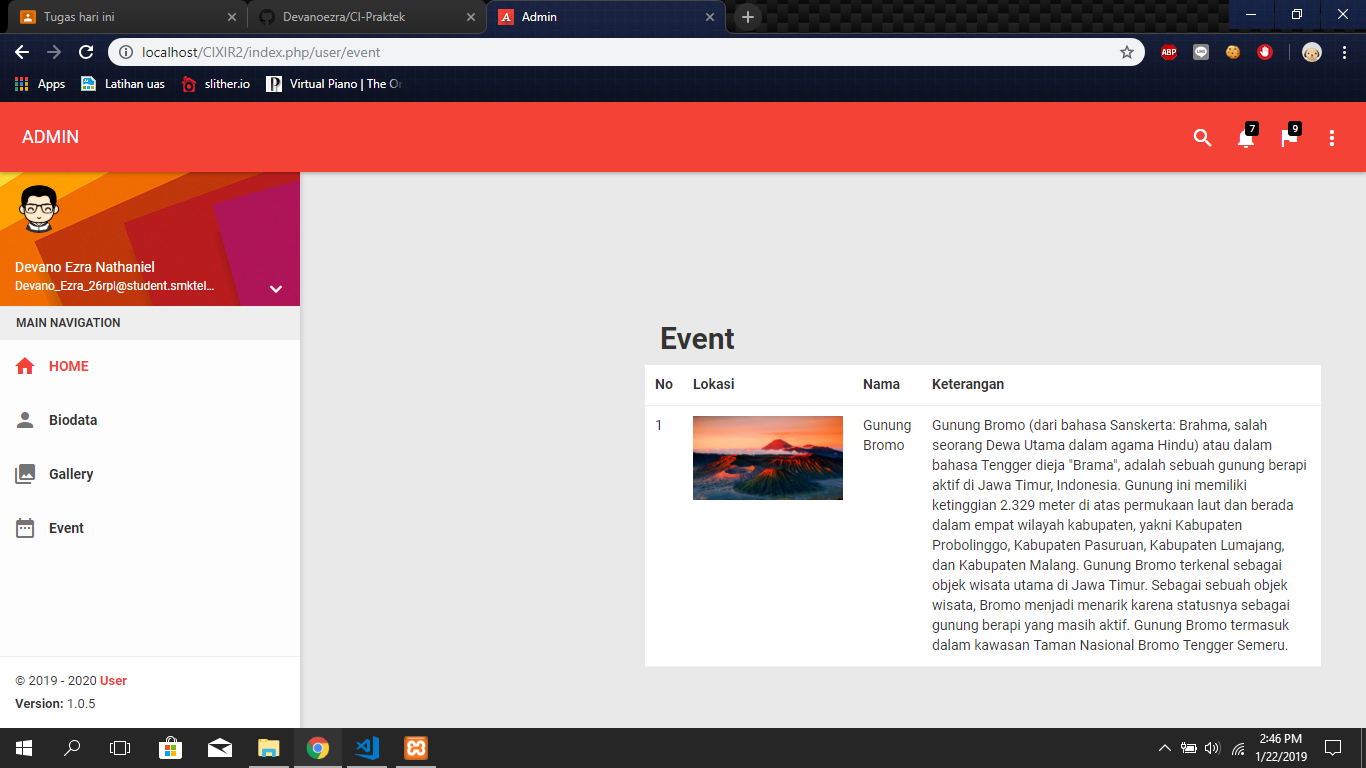 Tugas hari ini
Devanoezra/CI-Praktek
Admin
localhost/CIXIR2/index.php/user/event
ABP
Apps
Latihan uas
slither.io
Virtual Piano | The Or
ADMIN
7
9
Devano Ezra Nathaniel
Devano_Ezra_26rpl@student.smktel...
MAIN NAVIGATION
HOME
Biodata
Gallery
Event
© 2019 - 2020 User
Version: 1.0.5
Event
No Lokasi Nama Keterangan
1
Gunung
Bromo
Gunung Bromo (dari bahasa Sanskerta: Brahma, salah
seorang Dewa Utama dalam agama Hindu) atau dalam
bahasa Tengger dieja "Brama", adalah sebuah gunung berapi
aktif di Jawa Timur, Indonesia. Gunung ini memiliki
ketinggian 2.329 meter di atas permukaan laut dan berada
dalam empat wilayah kabupaten, yakni Kabupaten
Probolinggo, Kabupaten Pasuruan, Kabupaten Lumajang,
dan Kabupaten Malang. Gunung Bromo terkenal sebagai
objek wisata utama di Jawa Timur. Sebagai sebuah objek
wisata, Bromo menjadi menarik karena statusnya sebagai
gunung berapi yang masih aktif. Gunung Bromo termasuk
dalam kawasan Taman Nasional Bromo Tengger Semeru.
2:46 PM
1/22/2019